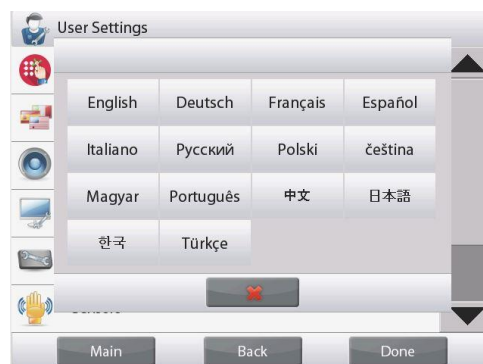 User Settings
English Deutsch Français Español
Italiano Русский Polski čeština
Magyar Português 中文 日本語
한국 Türkçe
Main Back Done